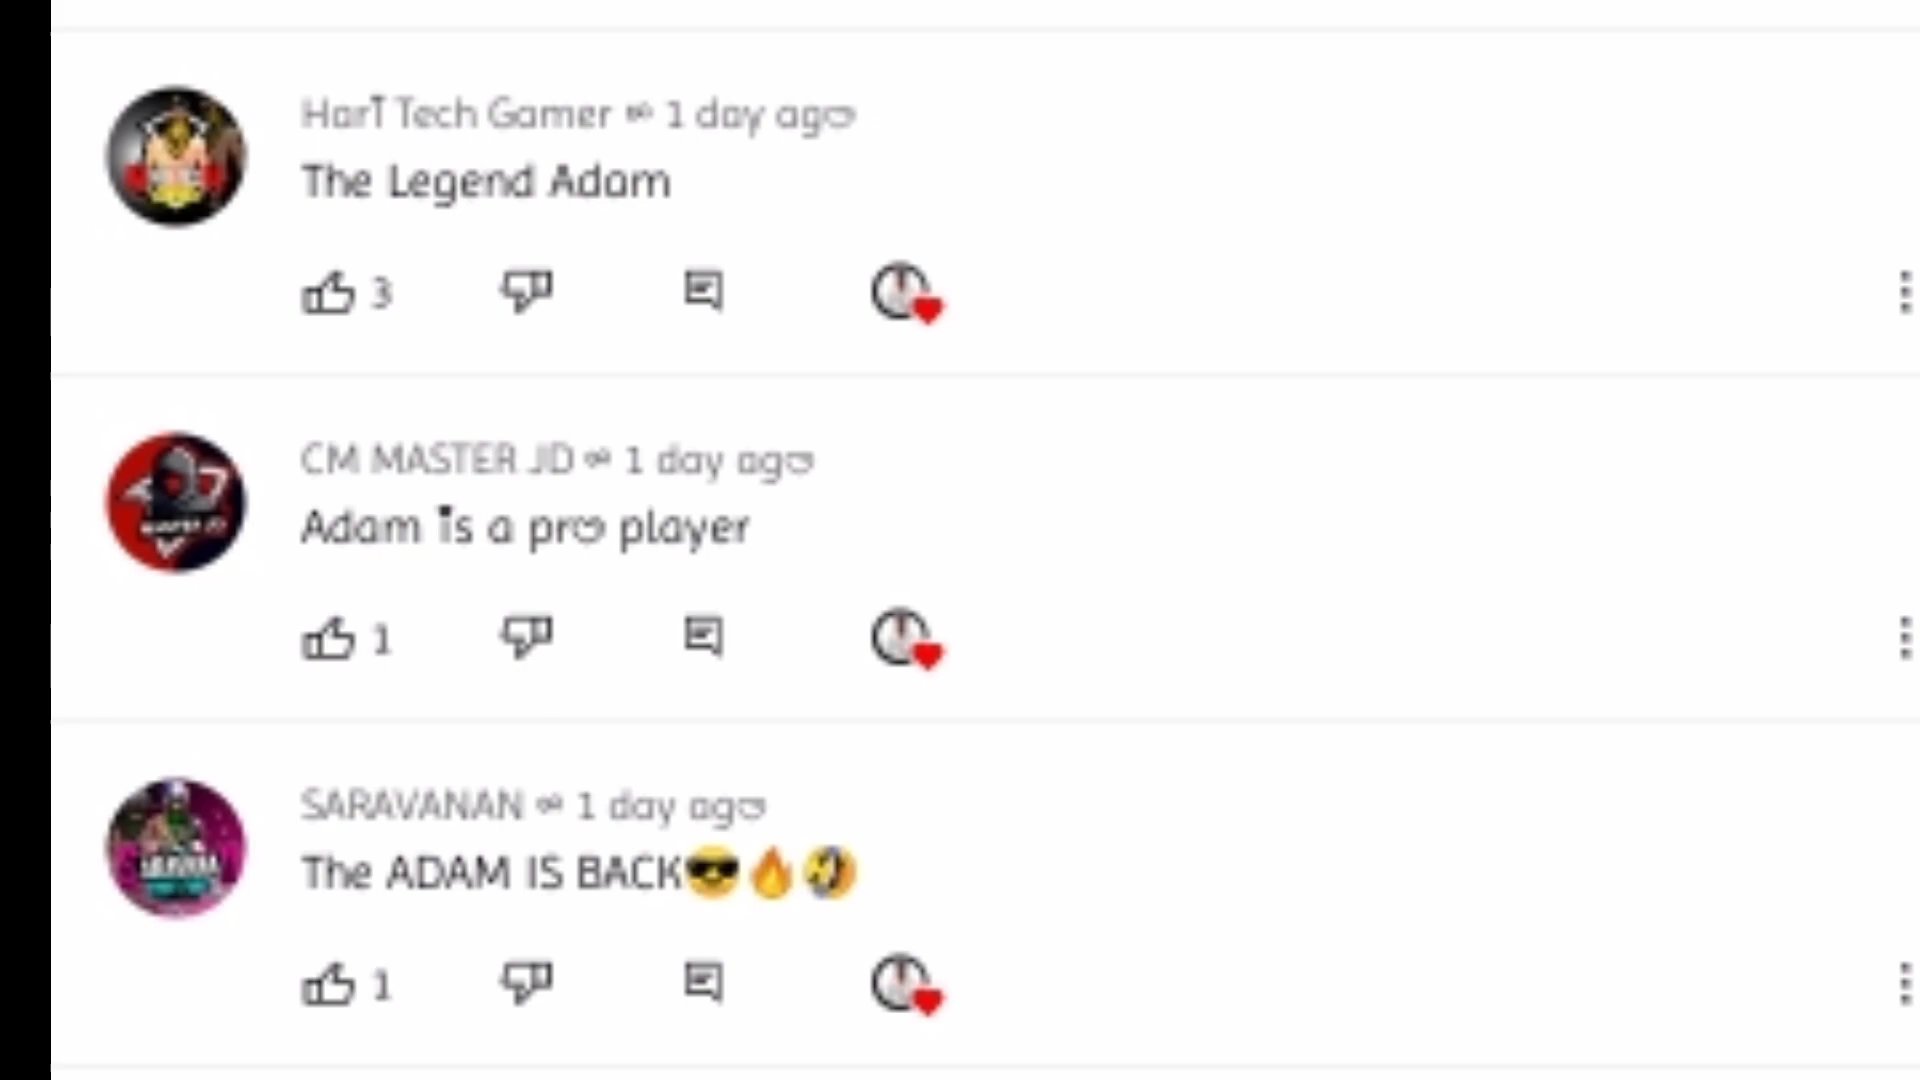 Hari Tech Gamer • 1 day ago
The Legend Adam
3
CM MASTER JD • 1 day ago
Adam is a pro player
1
SARAVANAN • 1 day ago
The ADAM IS BACK😎🔥🤣
1